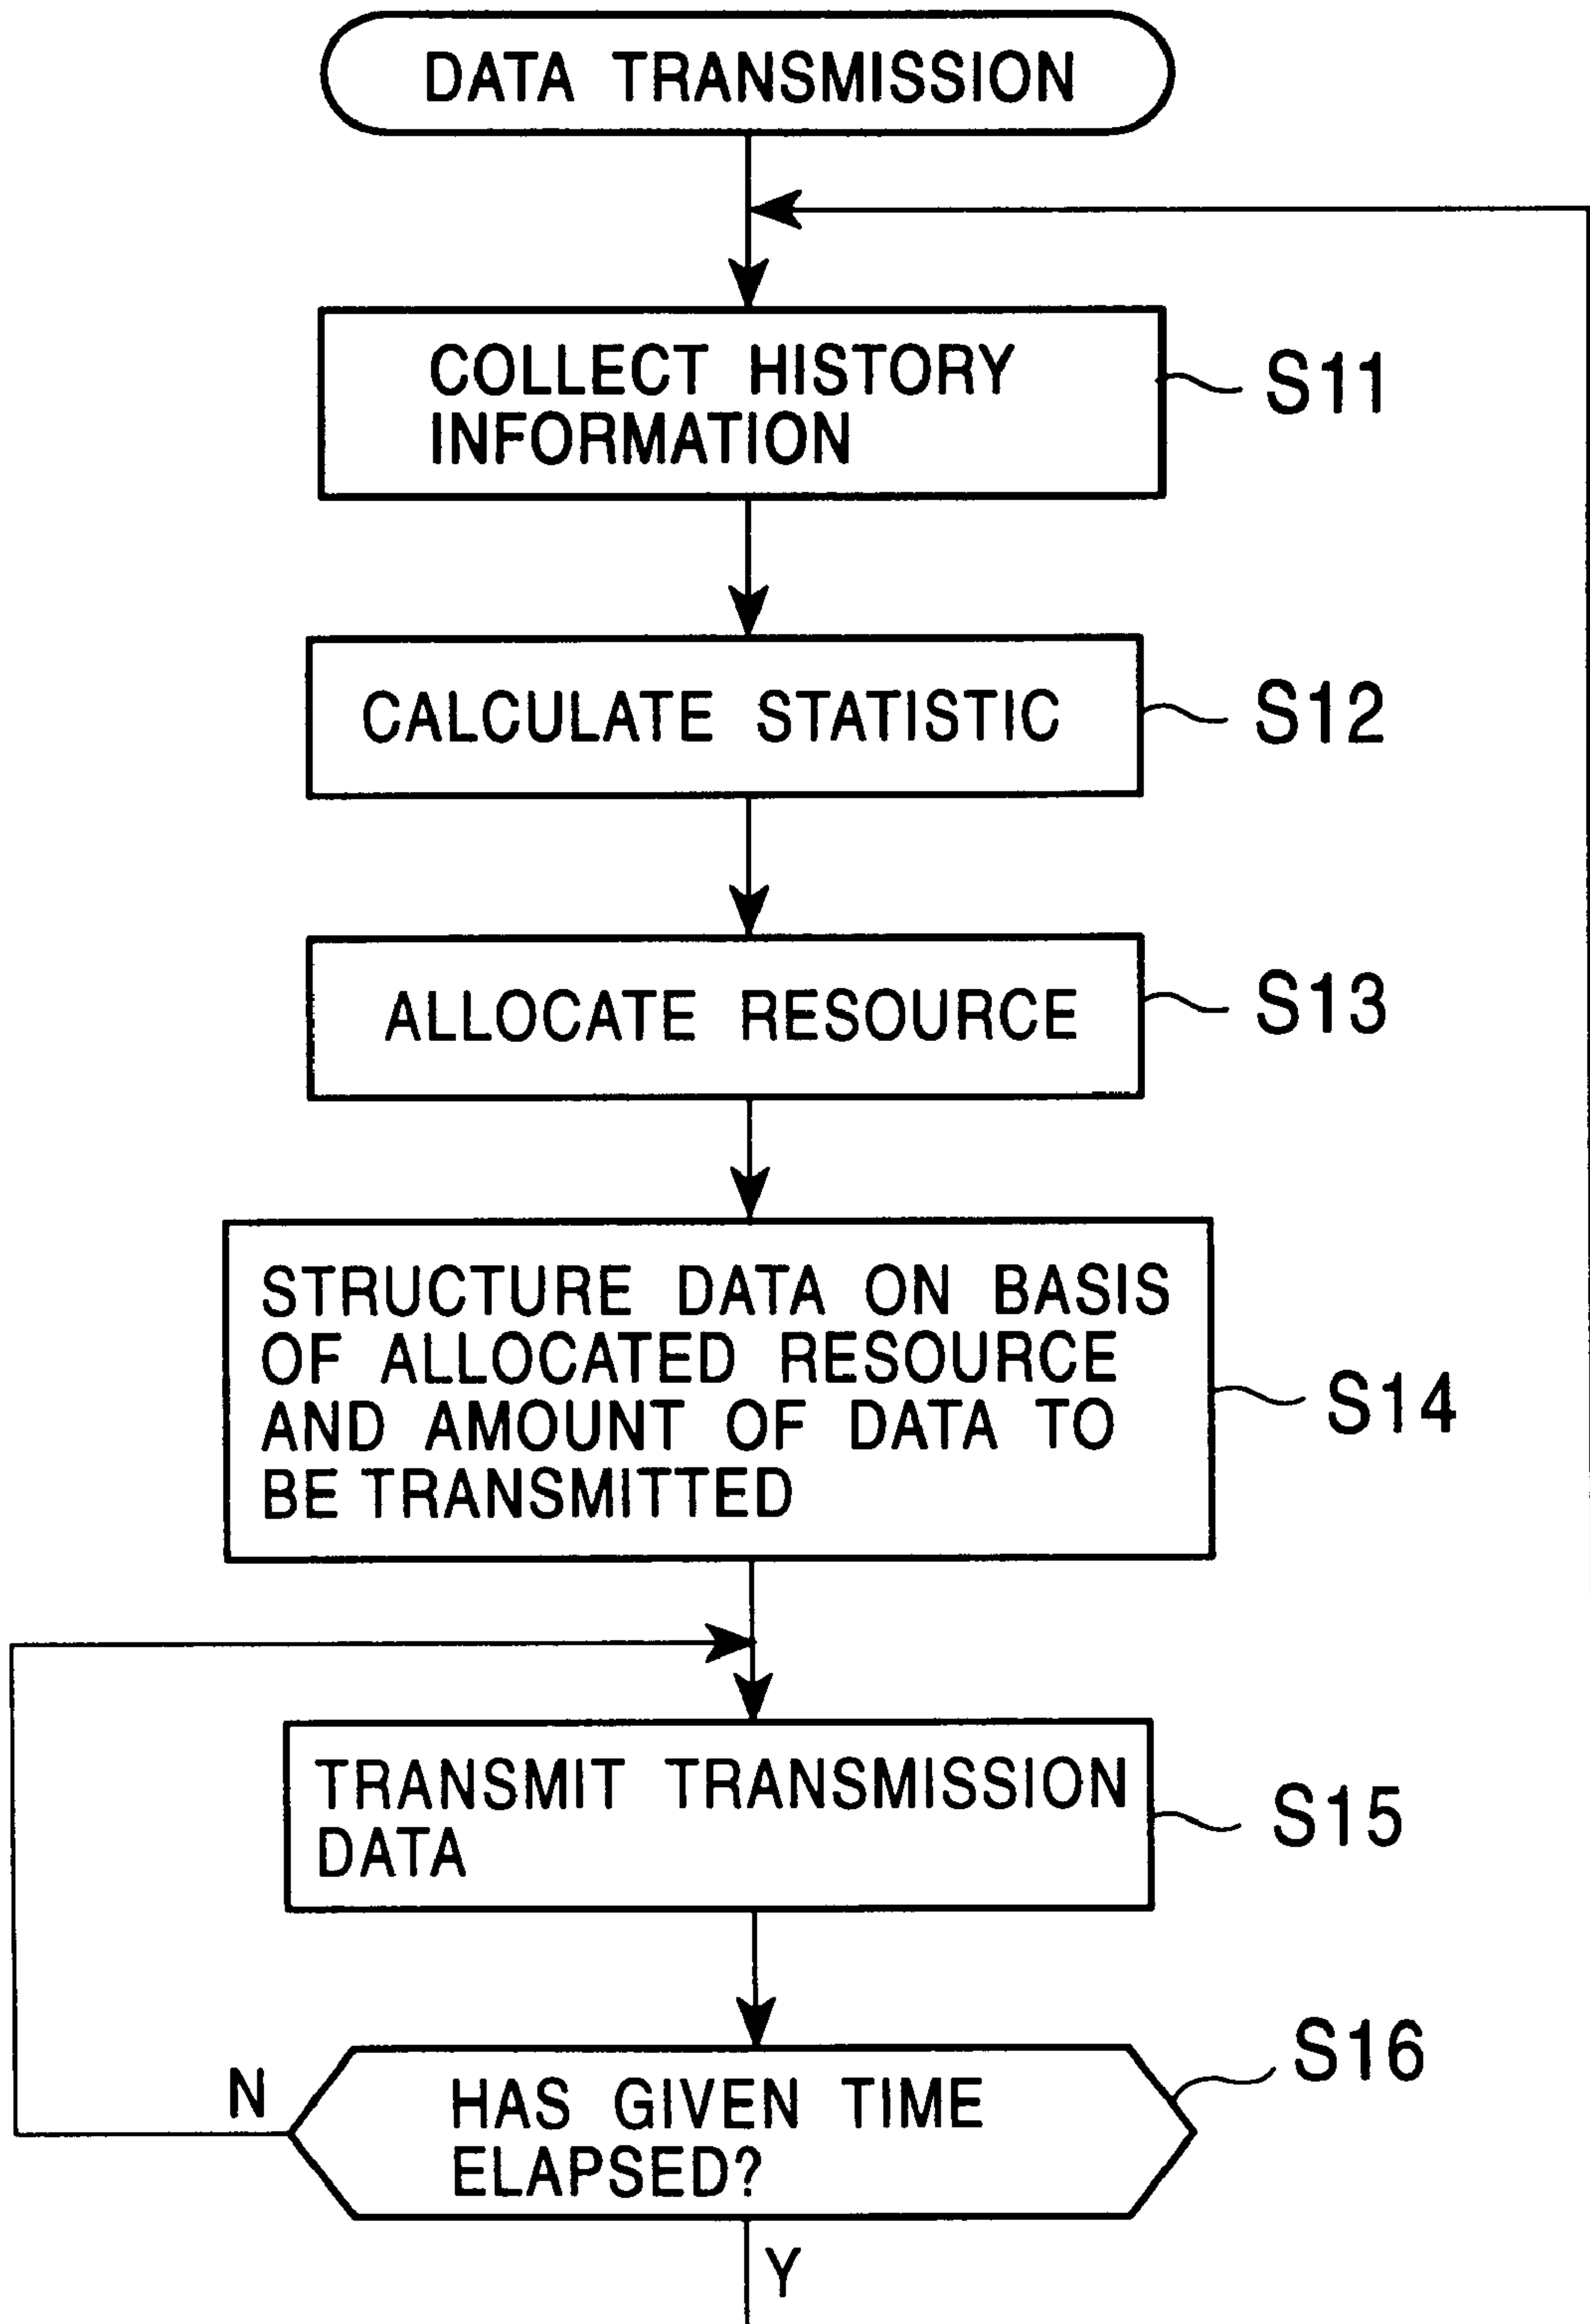 DATA TRANSMISSION
COLLECT HISTORY
INFORMATION
S11
CALCULATE STATISTIC
S12
ALLOCATE RESOURCE
S13
STRUCTURE DATA ON BASIS
OF ALLOCATED RESOURCE
AND AMOUNT OF DATA TO
BE TRANSMITTED
S14
TRANSMIT TRANSMISSION
DATA
S15
HAS GIVEN TIME
ELAPSED?
S16
N
Y